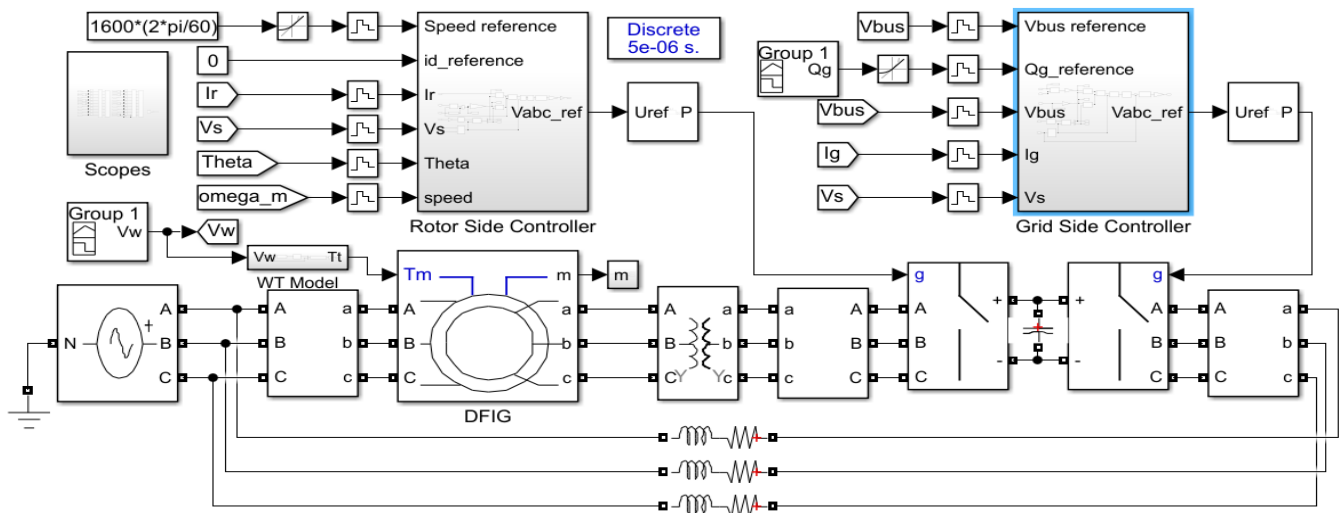 1600*(2*pi/60)
0
Ir
Vs
Theta
omega_m
Scopes
Speed reference
id_reference
Ir
Vs
Theta
speed
Vabc_ref
Rotor Side Controller
Discrete
5e-06 s.
Uref P
Vbus
Group 1
Qg
Vbus
Ig
Vs
Vbus reference
Qg_reference
Vbus
Ig
Vs
Vabc_ref
Grid Side Controller
Uref P
Group 1
Vw
Vw
Vw Tt
WT Model
N
A
B
C
A a
B b
C c
Tm m
A a
B b
C c
DFIG
m
A a
B b
C c
Y Y
a A
b B
c C
g
A +
B
C -
g
+ A
B
- C
A a
B b
C c